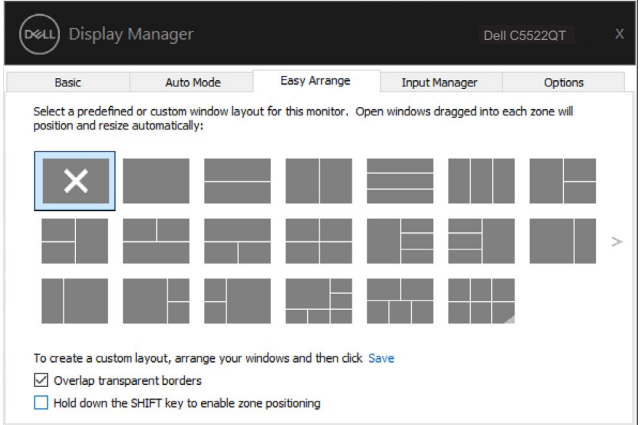 DELL Display Manager Dell C5522QT X
Basic Auto Mode Easy Arrange Input Manager Options
Select a predefined or custom window layout for this monitor. Open windows dragged into each zone will
position and resize automatically:
>
To create a custom layout, arrange your windows and then click Save
Overlap transparent borders
Hold down the SHIFT key to enable zone positioning